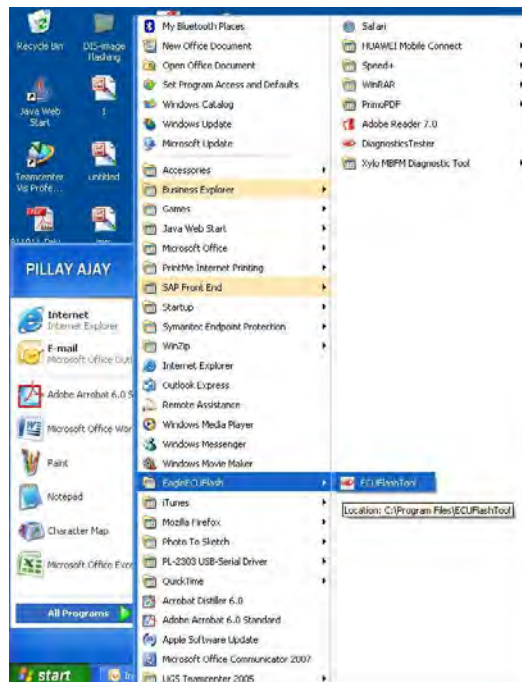 Recycle Bin
DIS-image
flashing
Java Web
Start
1
Teamcenter
Vis Profe...
untitled
PILLAY AJAY
Internet
Internet Explorer
E-mail
Microsoft Office Outl
Adobe Acrobat 6.0 S
Microsoft Office Wor
Paint
Notepad
Character Map
Microsoft Office Exce
All Programs
start
My Bluetooth Places
New Office Document
Open Office Document
Set Program Access and Defaults
Windows Catalog
Windows Update
Microsoft Update
Accessories
Business Explorer
Games
Java Web Start
Microsoft Office
PrintMe Internet Printing
SAP Front End
Startup
Symantec Endpoint Protection
WinZip
Internet Explorer
Outlook Express
Remote Assistance
Windows Media Player
Windows Messenger
Windows Movie Maker
EagleECUFlash
iTunes
Mozilla Firefox
Photo To Sketch
PL-2303 USB-Serial Driver
QuickTime
Acrobat Distiller 6.0
Adobe Acrobat 6.0 Standard
Apple Software Update
Microsoft Office Communicator 2007
UGS Teamcenter 2005
Safari
HUAWEI Mobile Connect
Speed+
WinRAR
PrimoPDF
Adobe Reader 7.0
DiagnosticsTester
Xylo MBFM Diagnostic Tool
ECUFlashTool
Location: C:\Program Files\ECUFlashTool